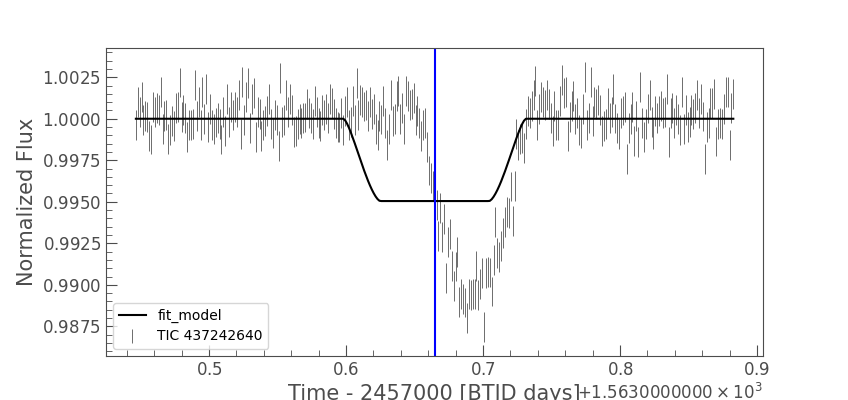 Normalized Flux
1.0025
1.0000
0.9975
0.9950
0.9925
0.9900
0.9875
fit_model
TIC 437242640
0.5 0.6 0.7 0.8 0.9
Time - 2457000 [BTJD days]
+1.5630000000 × 10³